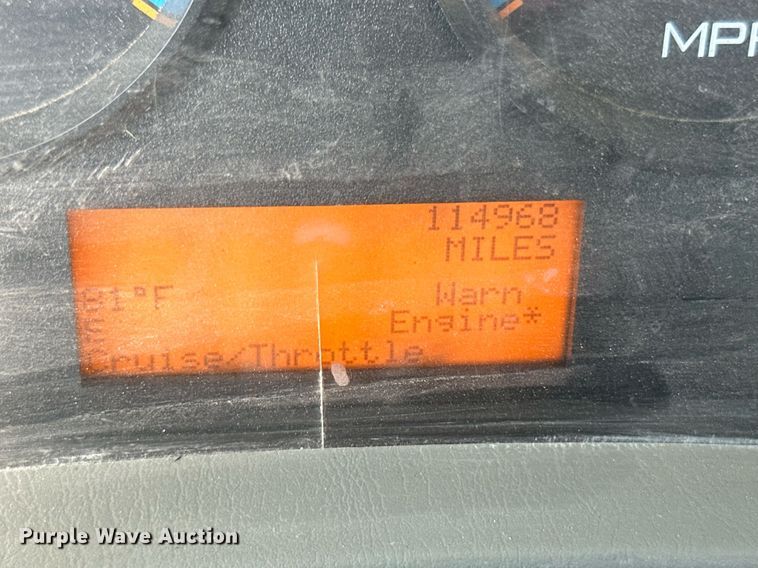 MPH
114968
MILES
81°F
Warn
Engine*
Cruise/Throttle
Purple Wave Auction